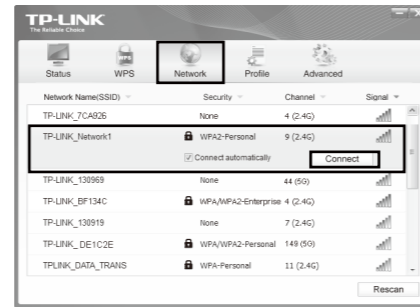 TP-LINK
The Reliable Choice
Status WPS Network Profile Advanced
Network Name(SSID) Security Channel Signal
TP-LINK_7CA926 None 4 (2.4G)
TP-LINK_Network1 WPA2-Personal 9 (2.4G)
Connect automatically Connect
TP-LINK_130969 None 44 (5G)
TP-LINK_BF134C WPA/WPA2-Enterprise 4 (2.4G)
TP-LINK_130919 None 7 (2.4G)
TP-LINK_DE1C2E WPA/WPA2-Personal 149 (5G)
TPLINK_DATA_TRANS WPA-Personal 11 (2.4G)
Rescan